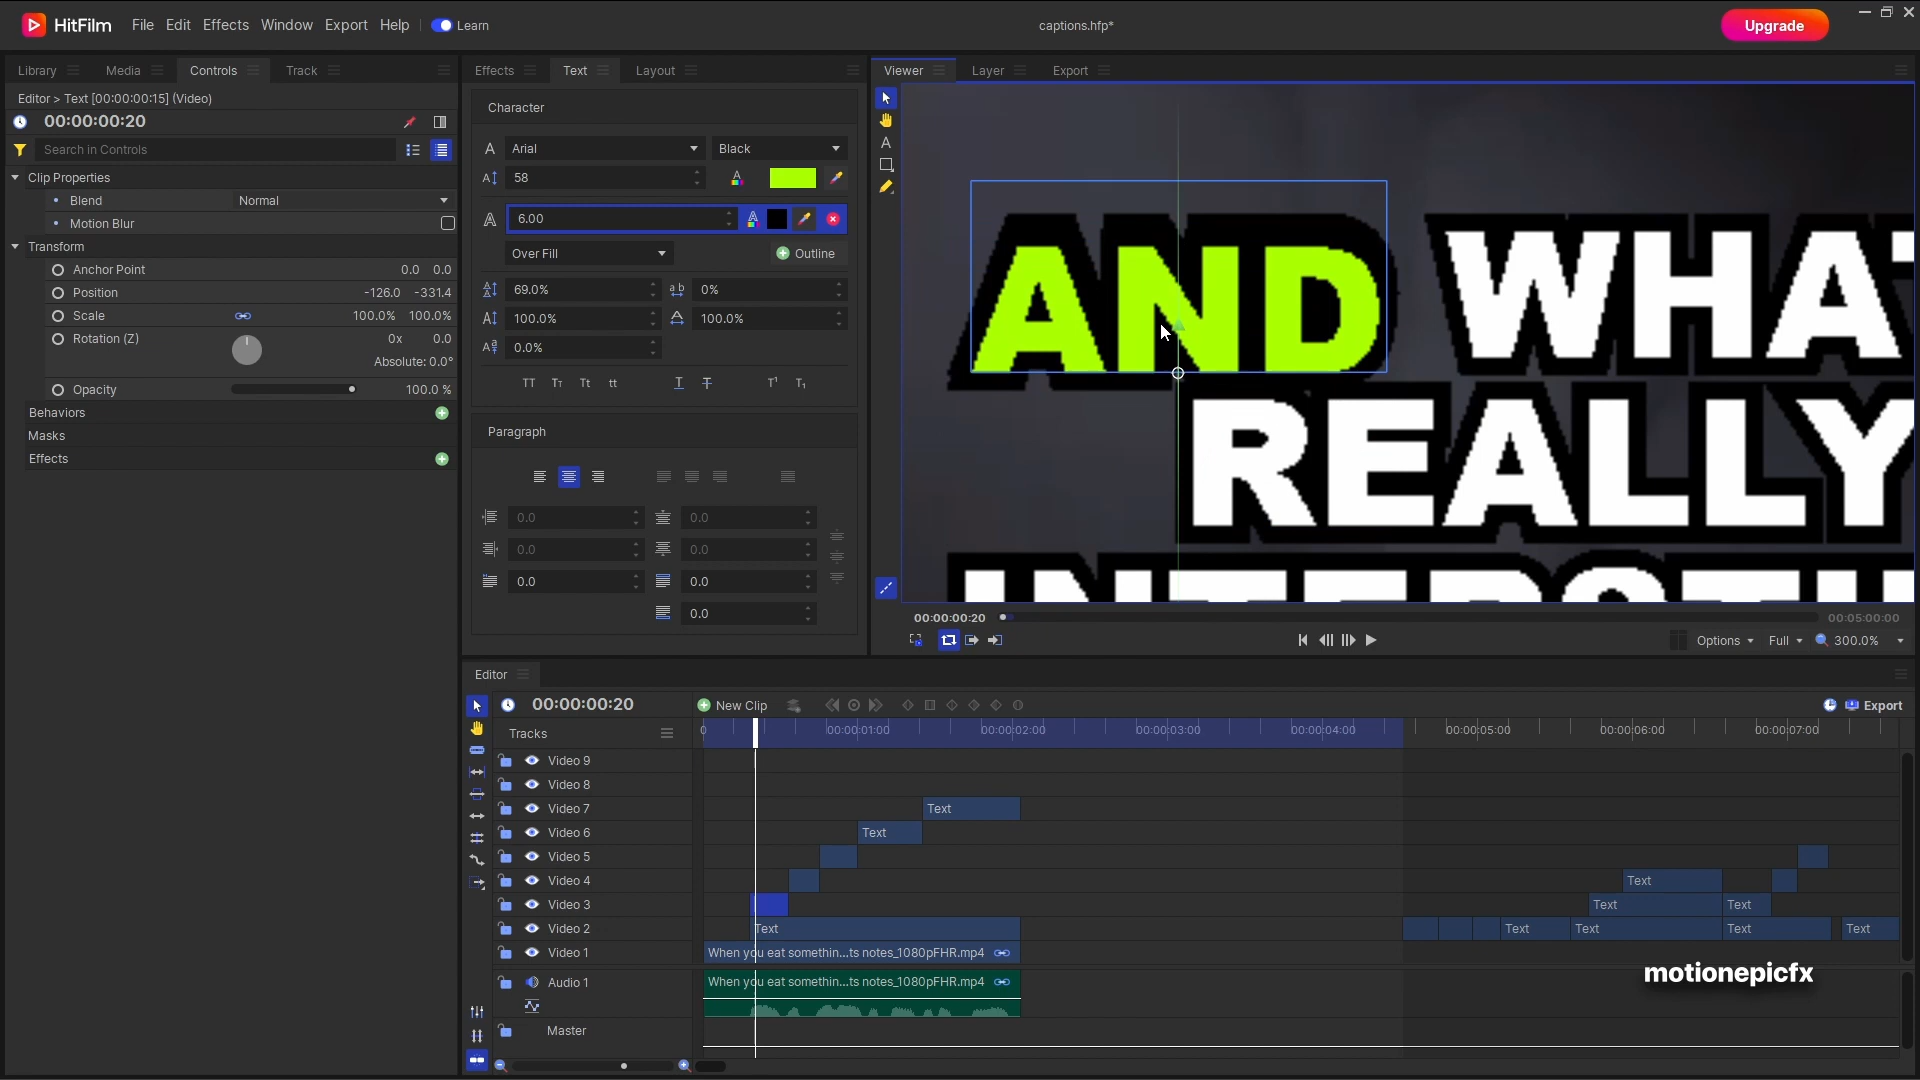 HitFilm File Edit Effects Window Export Help Learn captions.hfp* Upgrade
Library Media Controls Track
Editor > Text [00:00:00:15] (Video)
00:00:00:20
Search in Controls
Clip Properties
Blend Normal
Motion Blur
Transform
Anchor Point 0.0 0.0
Position -126.0 -331.4
Scale 100.0% 100.0%
Rotation (Z) 0x 0.0
Absolute: 0.0°
Opacity 100.0 %
Behaviors
Masks
Effects
Effects Text Layout
Character
Arial Black
58
6.00
Over Fill Outline
69.0% 0%
100.0% 100.0%
0.0%
TT Tт Tt tt T T T¹ T₁
Paragraph
0.0 0.0
0.0 0.0
0.0 0.0
0.0
Viewer Layer Export
AND WHAT
REALLY
00:00:00:20 00:05:00:00
Options Full 300.0%
Editor
00:00:00:20 New Clip Export
Tracks 0 00:00:01:00 00:00:02:00 00:00:03:00 00:00:04:00 00:00:05:00 00:00:06:00 00:00:07:00
Video 9
Video 8
Video 7 Text
Video 6 Text
Video 5
Video 4 Text
Video 3 Text Text
Video 2 Text Text Text Text Text
Video 1 When you eat somethin...ts notes_1080pFHR.mp4
Audio 1 When you eat somethin...ts notes_1080pFHR.mp4
Master
motionepicfx